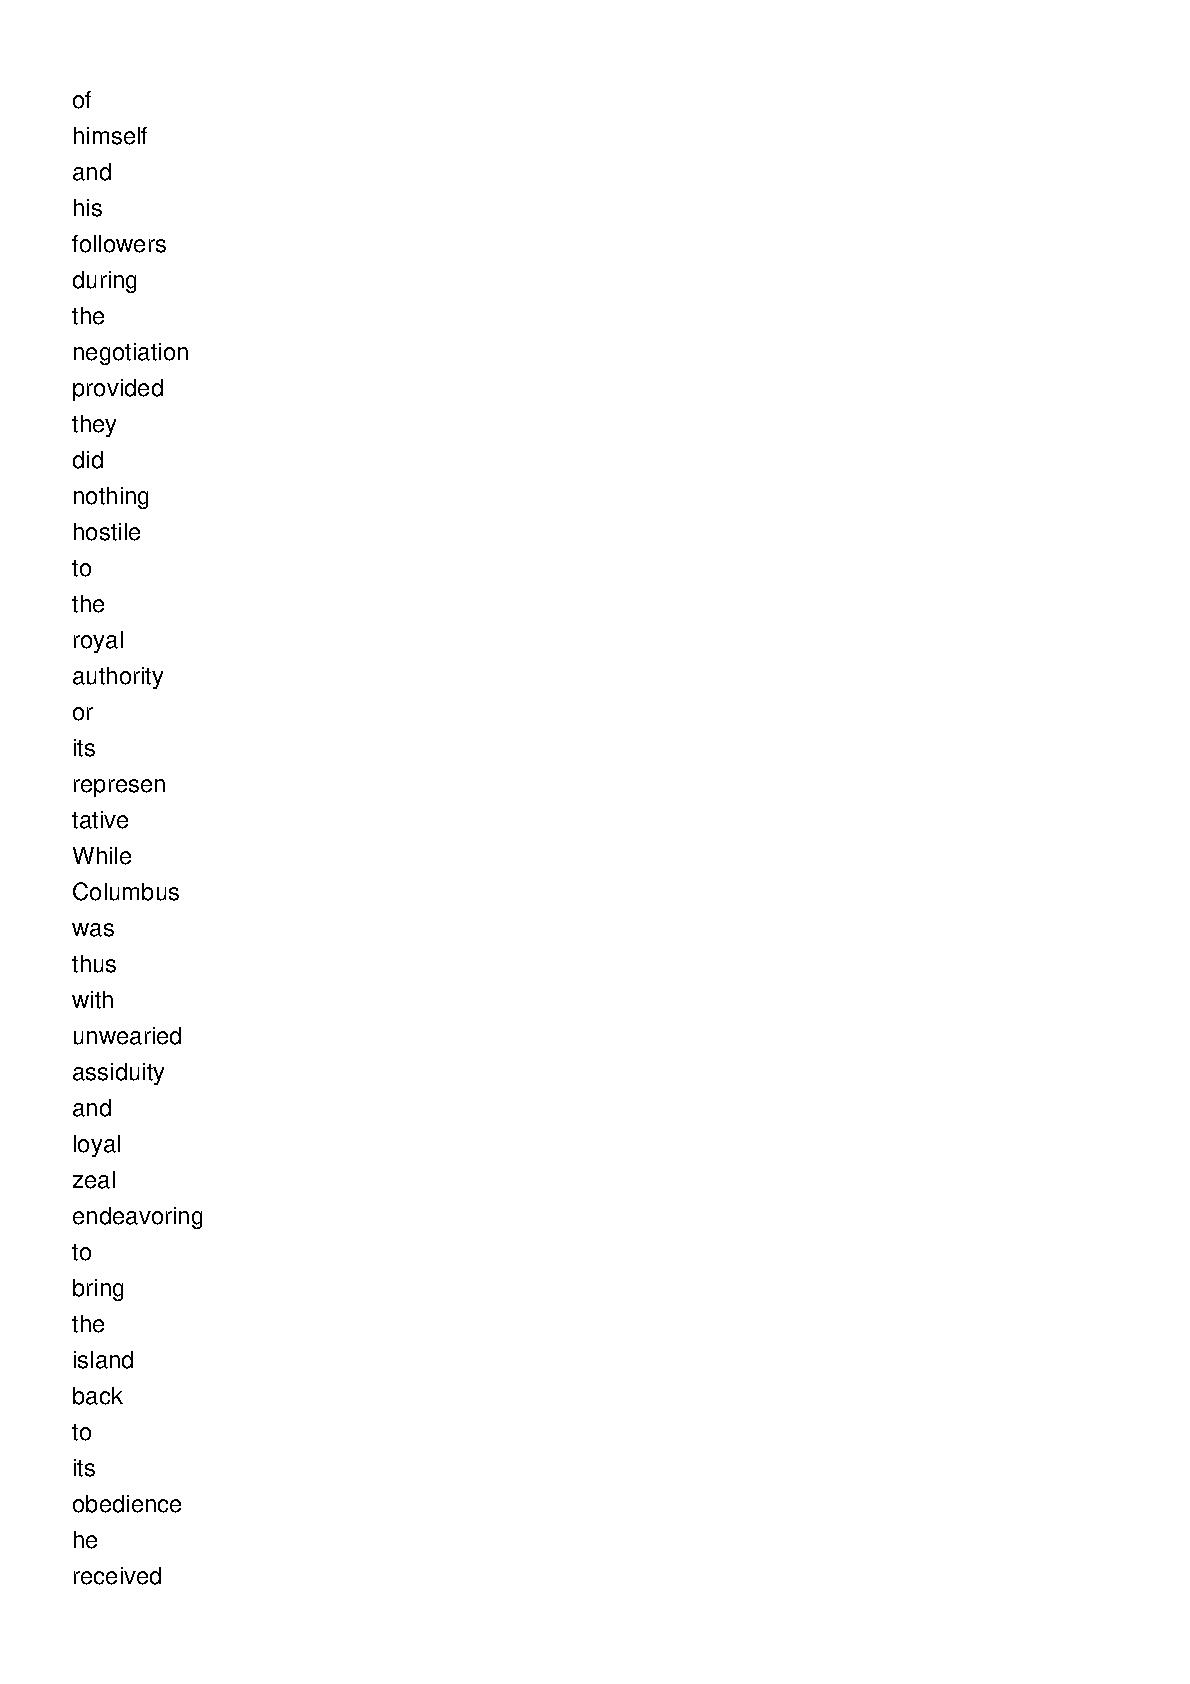 of
himself
and
his
followers
during
the
negotiation
provided
they
did
nothing
hostile
to
the
royal
authority
or
its
represen
tative
While
Columbus
was
thus
with
unwearied
assiduity
and
loyal
zeal
endeavoring
to
bring
the
island
back
to
its
obedience
he
received